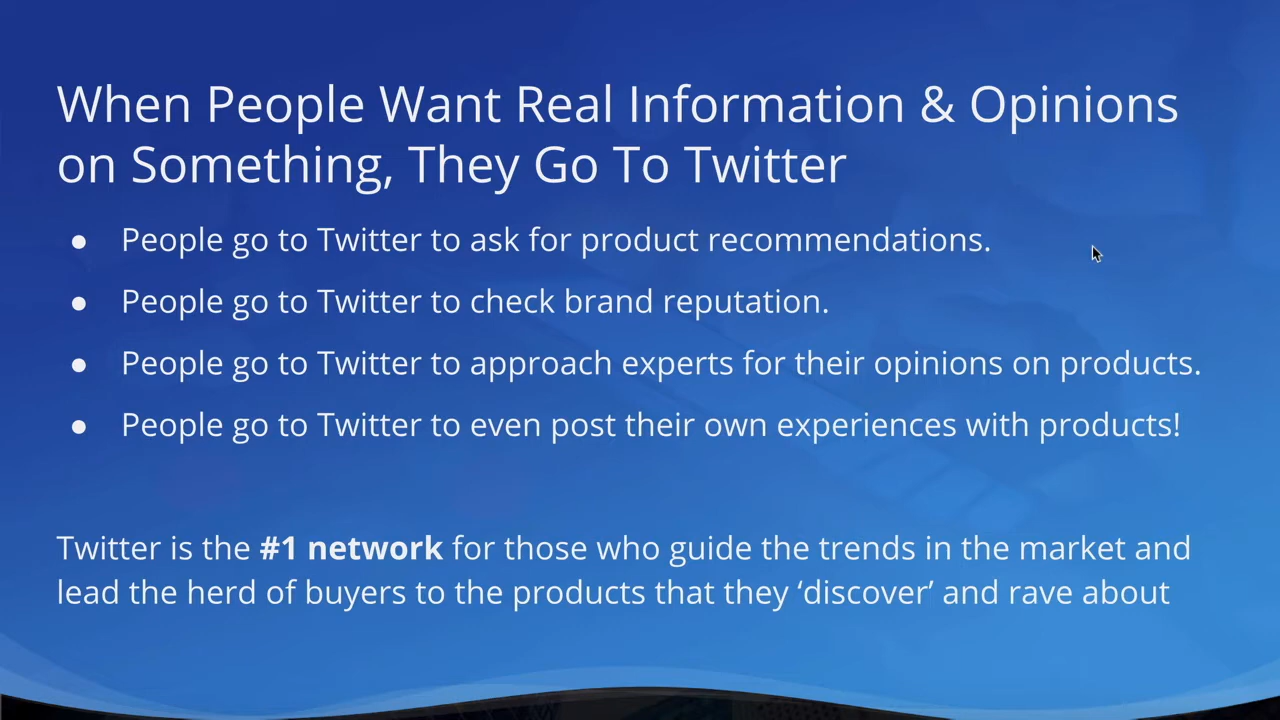 When People Want Real Information & Opinions
on Something, They Go To Twitter
● People go to Twitter to ask for product recommendations.
● People go to Twitter to check brand reputation.
● People go to Twitter to approach experts for their opinions on products.
● People go to Twitter to even post their own experiences with products!
Twitter is the #1 network for those who guide the trends in the market and
lead the herd of buyers to the products that they ‘discover’ and rave about